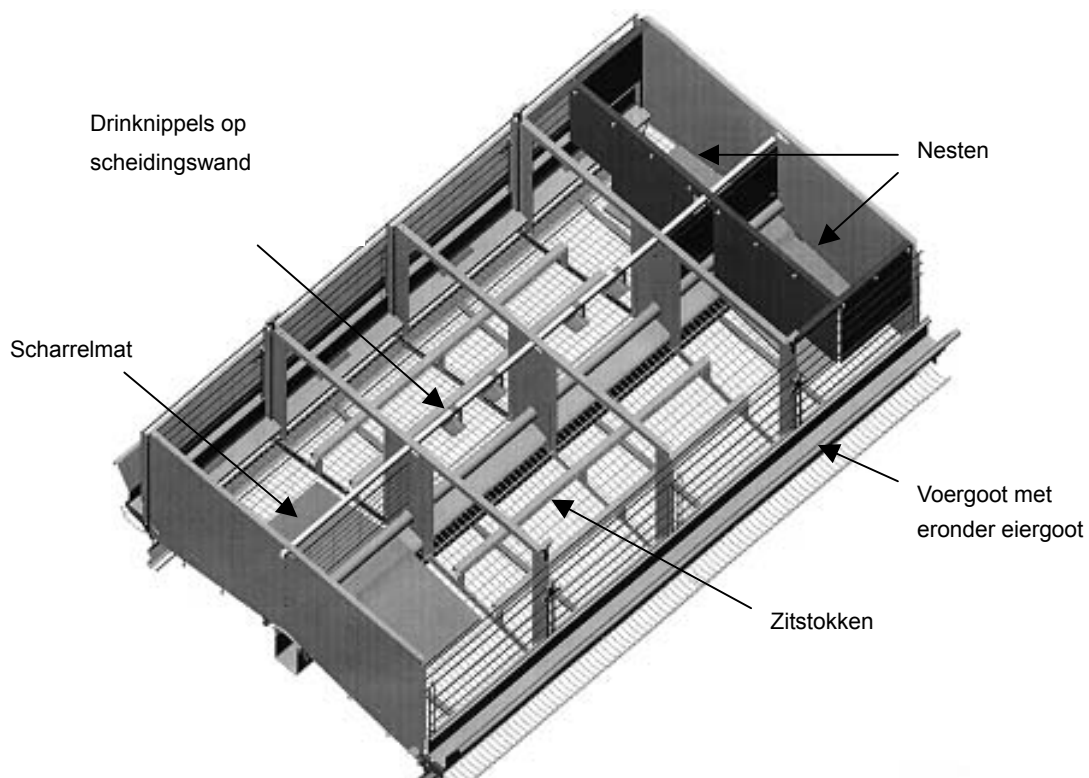 Drinknippels op
scheidingswand
Nesten
Scharrelmat
Voergoot met
eronder eiergoot
Zitstokken